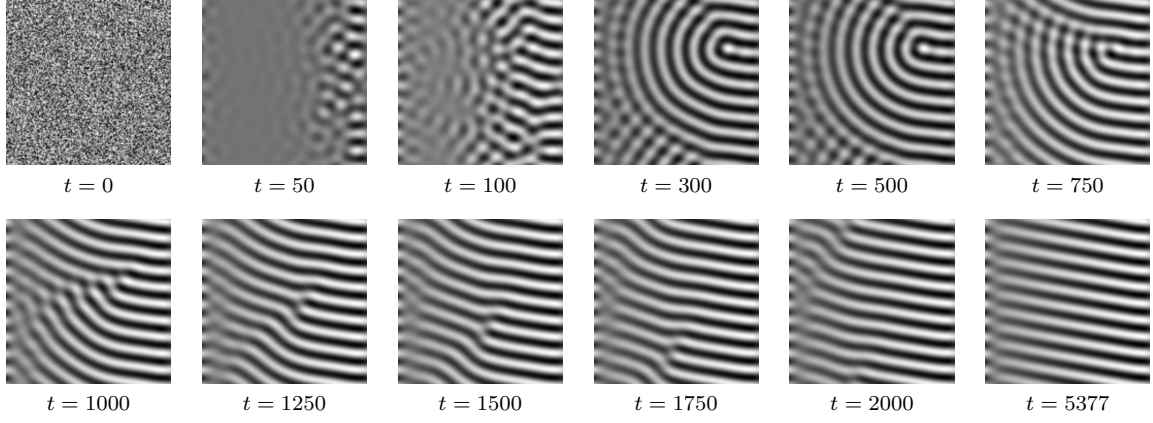 t = 0
t = 50
t = 100
t = 300
t = 500
t = 750
t = 1000
t = 1250
t = 1500
t = 1750
t = 2000
t = 5377